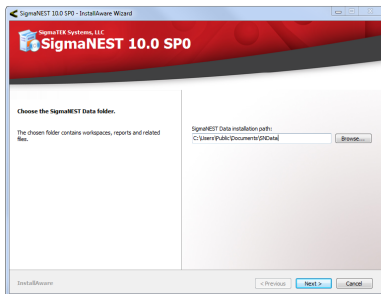 SigmaNEST 10.0 SP0 - InstallAware Wizard
SigmaTEK Systems, LLC
SigmaNEST 10.0 SP0
Choose the SigmaNEST Data folder.
The chosen folder contains workspaces, reports and related
files.
SigmaNEST Data installation path:
C:\Users\Public\Documents\SNData
Browse...
InstallAware
< Previous
Next >
Cancel